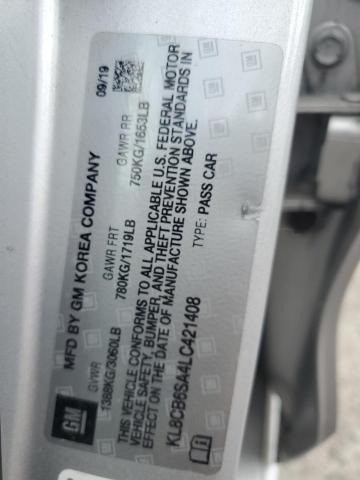 GM
MFD BY GM KOREA COMPANY 09/19
GVWR GAWR FRT GAWR RR
1388KG/3060LB 780KG/1719LB 750KG/1653LB
THIS VEHICLE CONFORMS TO ALL APPLICABLE U.S. FEDERAL MOTOR
VEHICLE SAFETY, BUMPER, AND THEFT PREVENTION STANDARDS IN
EFFECT ON THE DATE OF MANUFACTURE SHOWN ABOVE.
KL8CB6SA4LC421408 TYPE: PASS CAR